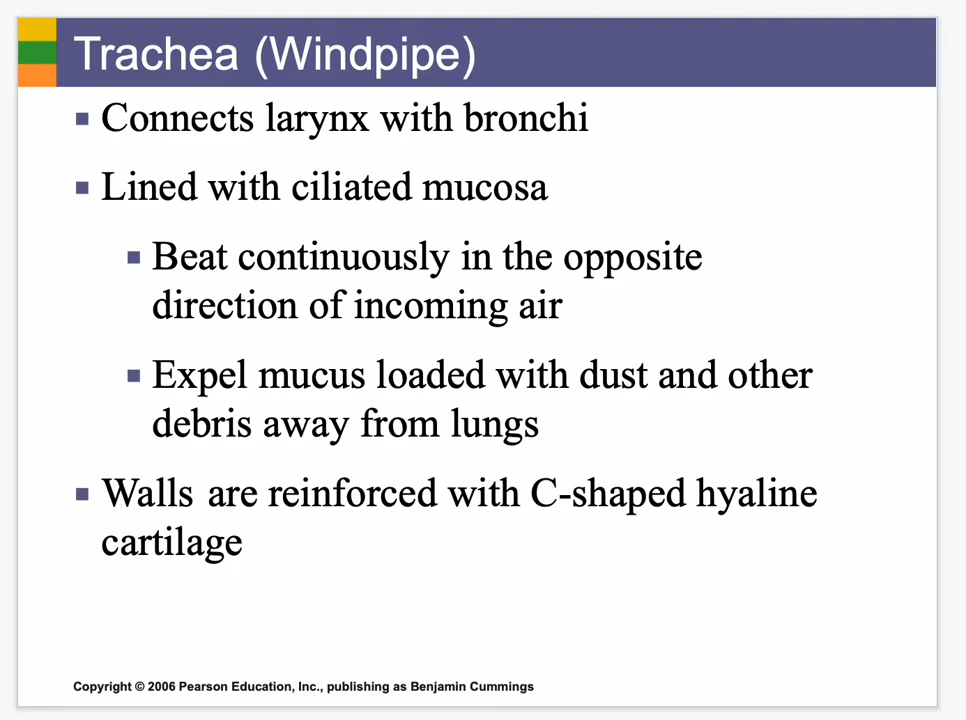 Trachea (Windpipe)
Connects larynx with bronchi
Lined with ciliated mucosa
Beat continuously in the opposite
direction of incoming air
Expel mucus loaded with dust and other
debris away from lungs
Walls are reinforced with C-shaped hyaline
cartilage
Copyright © 2006 Pearson Education, Inc., publishing as Benjamin Cummings